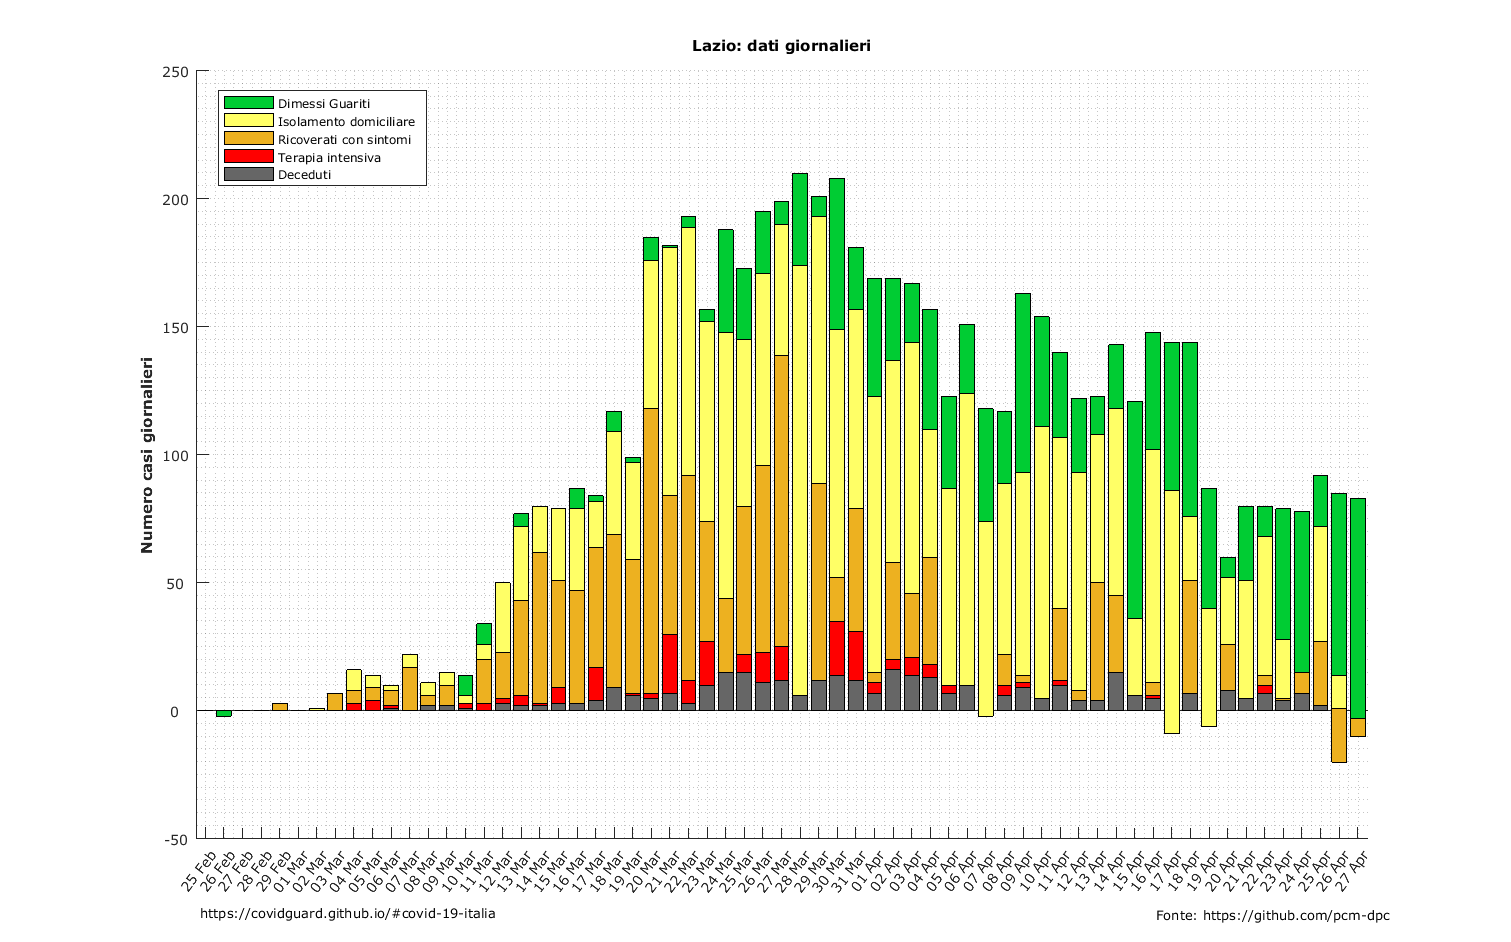 Lazio: dati giornalieri
250
200
150
100
50
0
-50
Numero casi giornalieri
Dimessi Guariti
Isolamento domiciliare
Ricoverati con sintomi
Terapia intensiva
Deceduti
25 Feb
26 Feb
27 Feb
28 Feb
29 Feb
01 Mar
02 Mar
03 Mar
04 Mar
05 Mar
06 Mar
07 Mar
08 Mar
09 Mar
10 Mar
11 Mar
12 Mar
13 Mar
14 Mar
15 Mar
16 Mar
17 Mar
18 Mar
19 Mar
20 Mar
21 Mar
22 Mar
23 Mar
24 Mar
25 Mar
26 Mar
27 Mar
28 Mar
29 Mar
30 Mar
31 Mar
01 Apr
02 Apr
03 Apr
04 Apr
05 Apr
06 Apr
07 Apr
08 Apr
09 Apr
10 Apr
11 Apr
12 Apr
13 Apr
14 Apr
15 Apr
16 Apr
17 Apr
18 Apr
19 Apr
20 Apr
21 Apr
22 Apr
23 Apr
24 Apr
25 Apr
26 Apr
27 Apr
https://covidguard.github.io/#covid-19-italia
Fonte: https://github.com/pcm-dpc